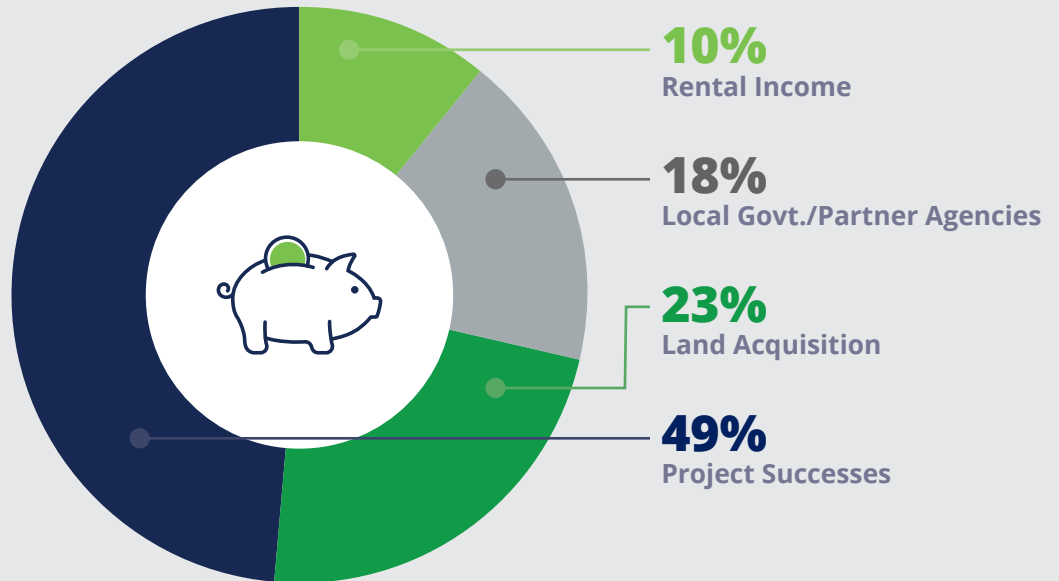 10%
Rental Income
18%
Local Govt./Partner Agencies
23%
Land Acquisition
49%
Project Successes